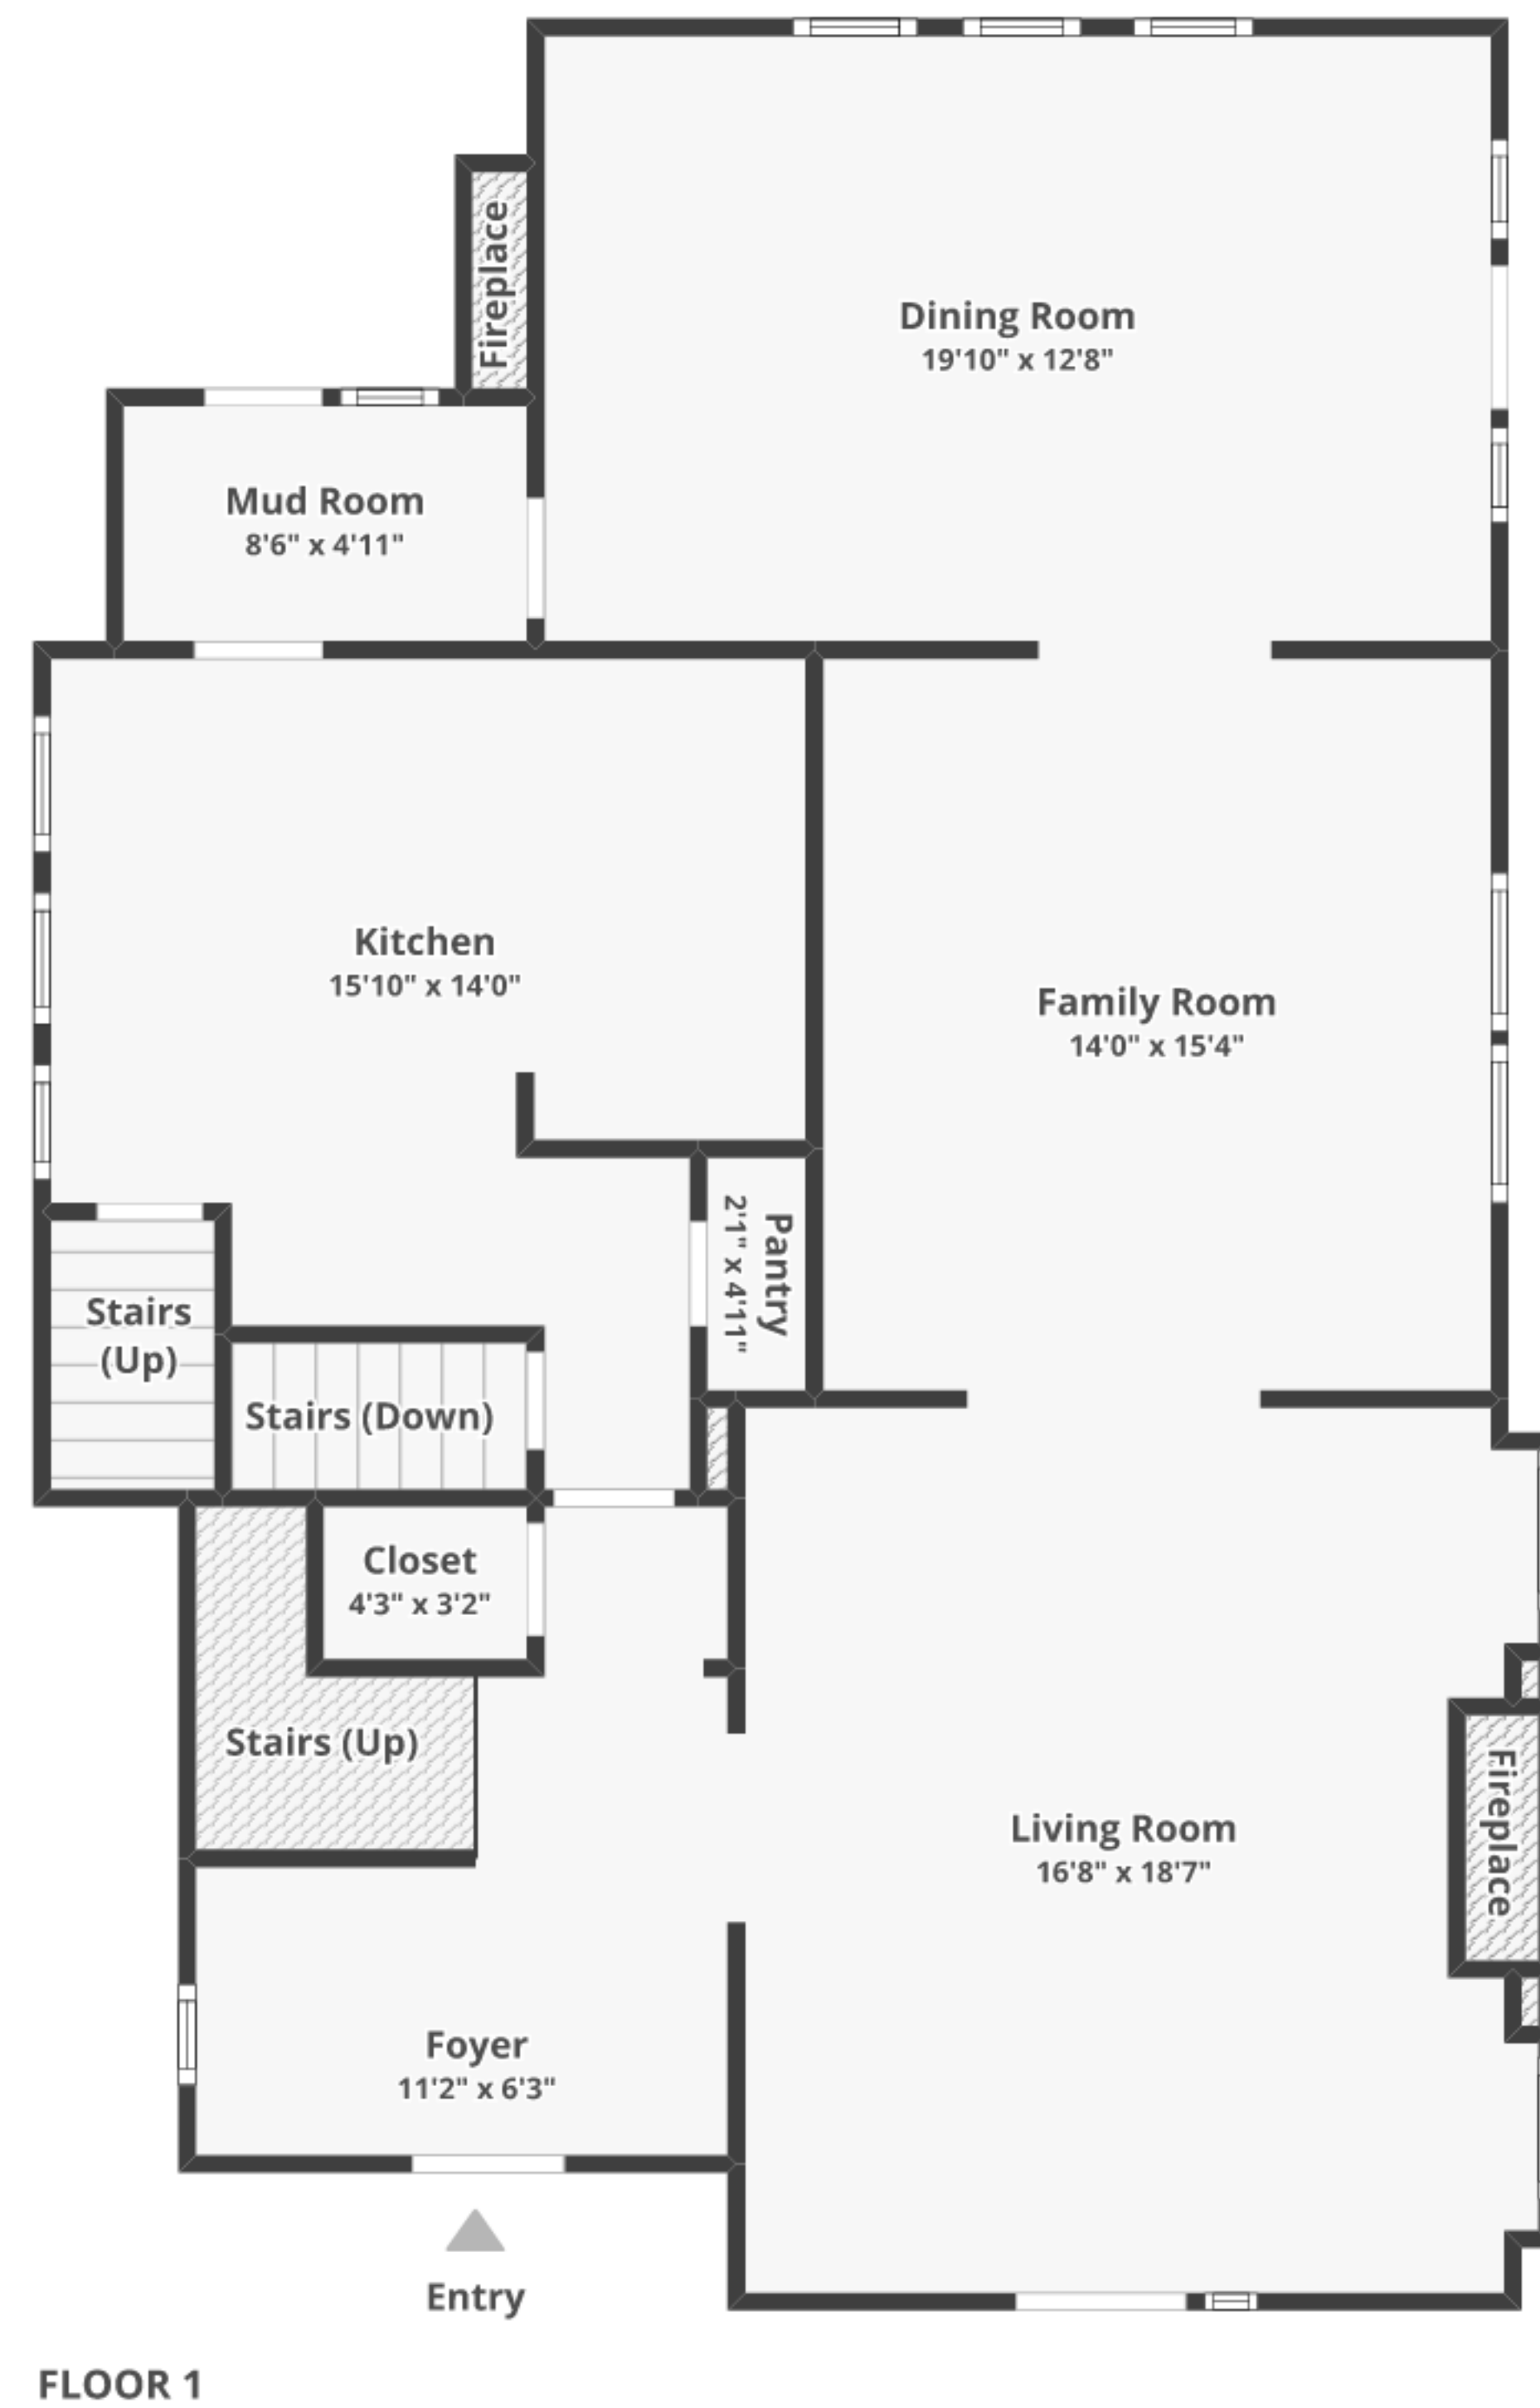 Fireplace
Dining Room
19'10" x 12'8"
Mud Room
8'6" x 4'11"
Kitchen
15'10" x 14'0"
Family Room
14'0" x 15'4"
Pantry
2'1" x 4'11"
Stairs
(Up)
Stairs (Down)
Closet
4'3" x 3'2"
Stairs (Up)
Living Room
16'8" x 18'7"
Fireplace
Foyer
11'2" x 6'3"
Entry
FLOOR 1